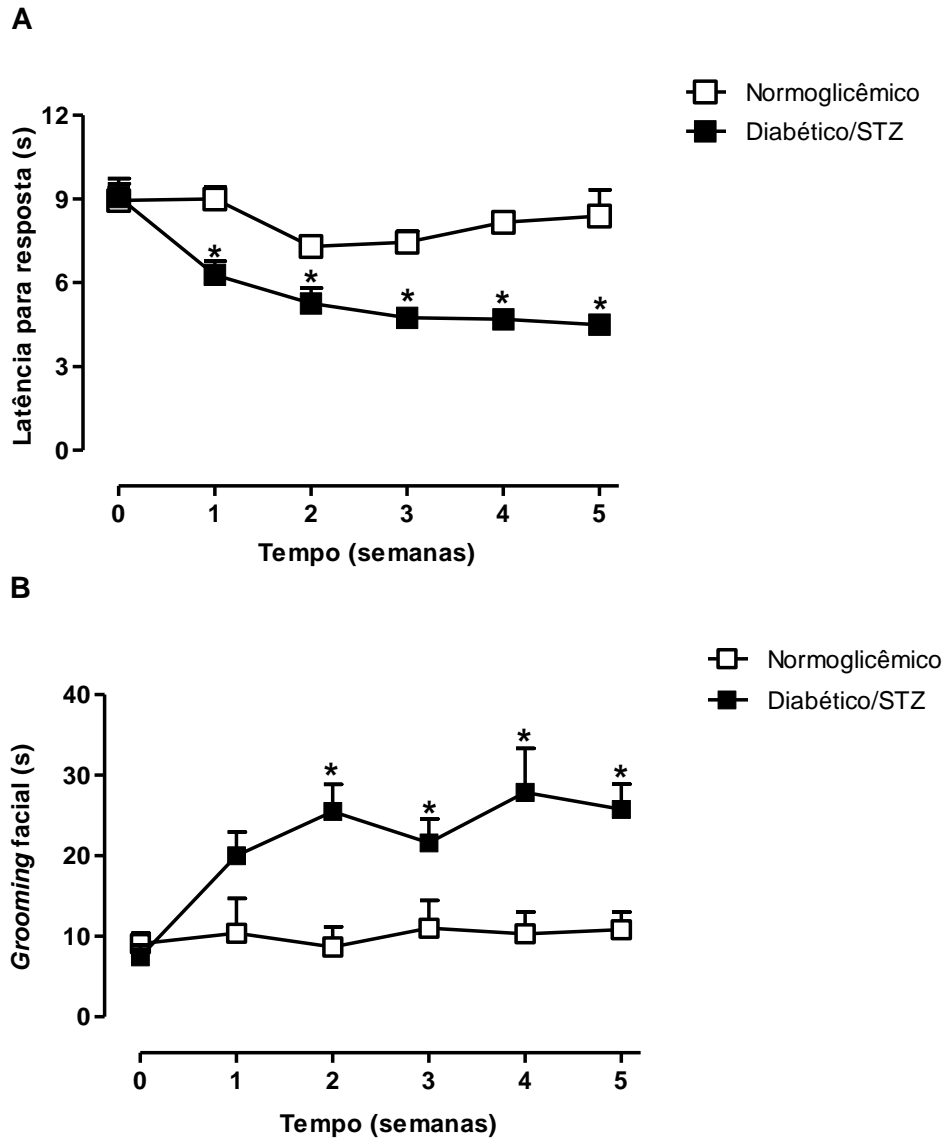 A
Normoglicêmico
Diabético/STZ
12
9
6
3
0
Latência para resposta (s)
* * * * *
0 1 2 3 4 5
Tempo (semanas)
B
Normoglicêmico
Diabético/STZ
40
30
20
10
0
Grooming facial (s)
* * * *
0 1 2 3 4 5
Tempo (semanas)